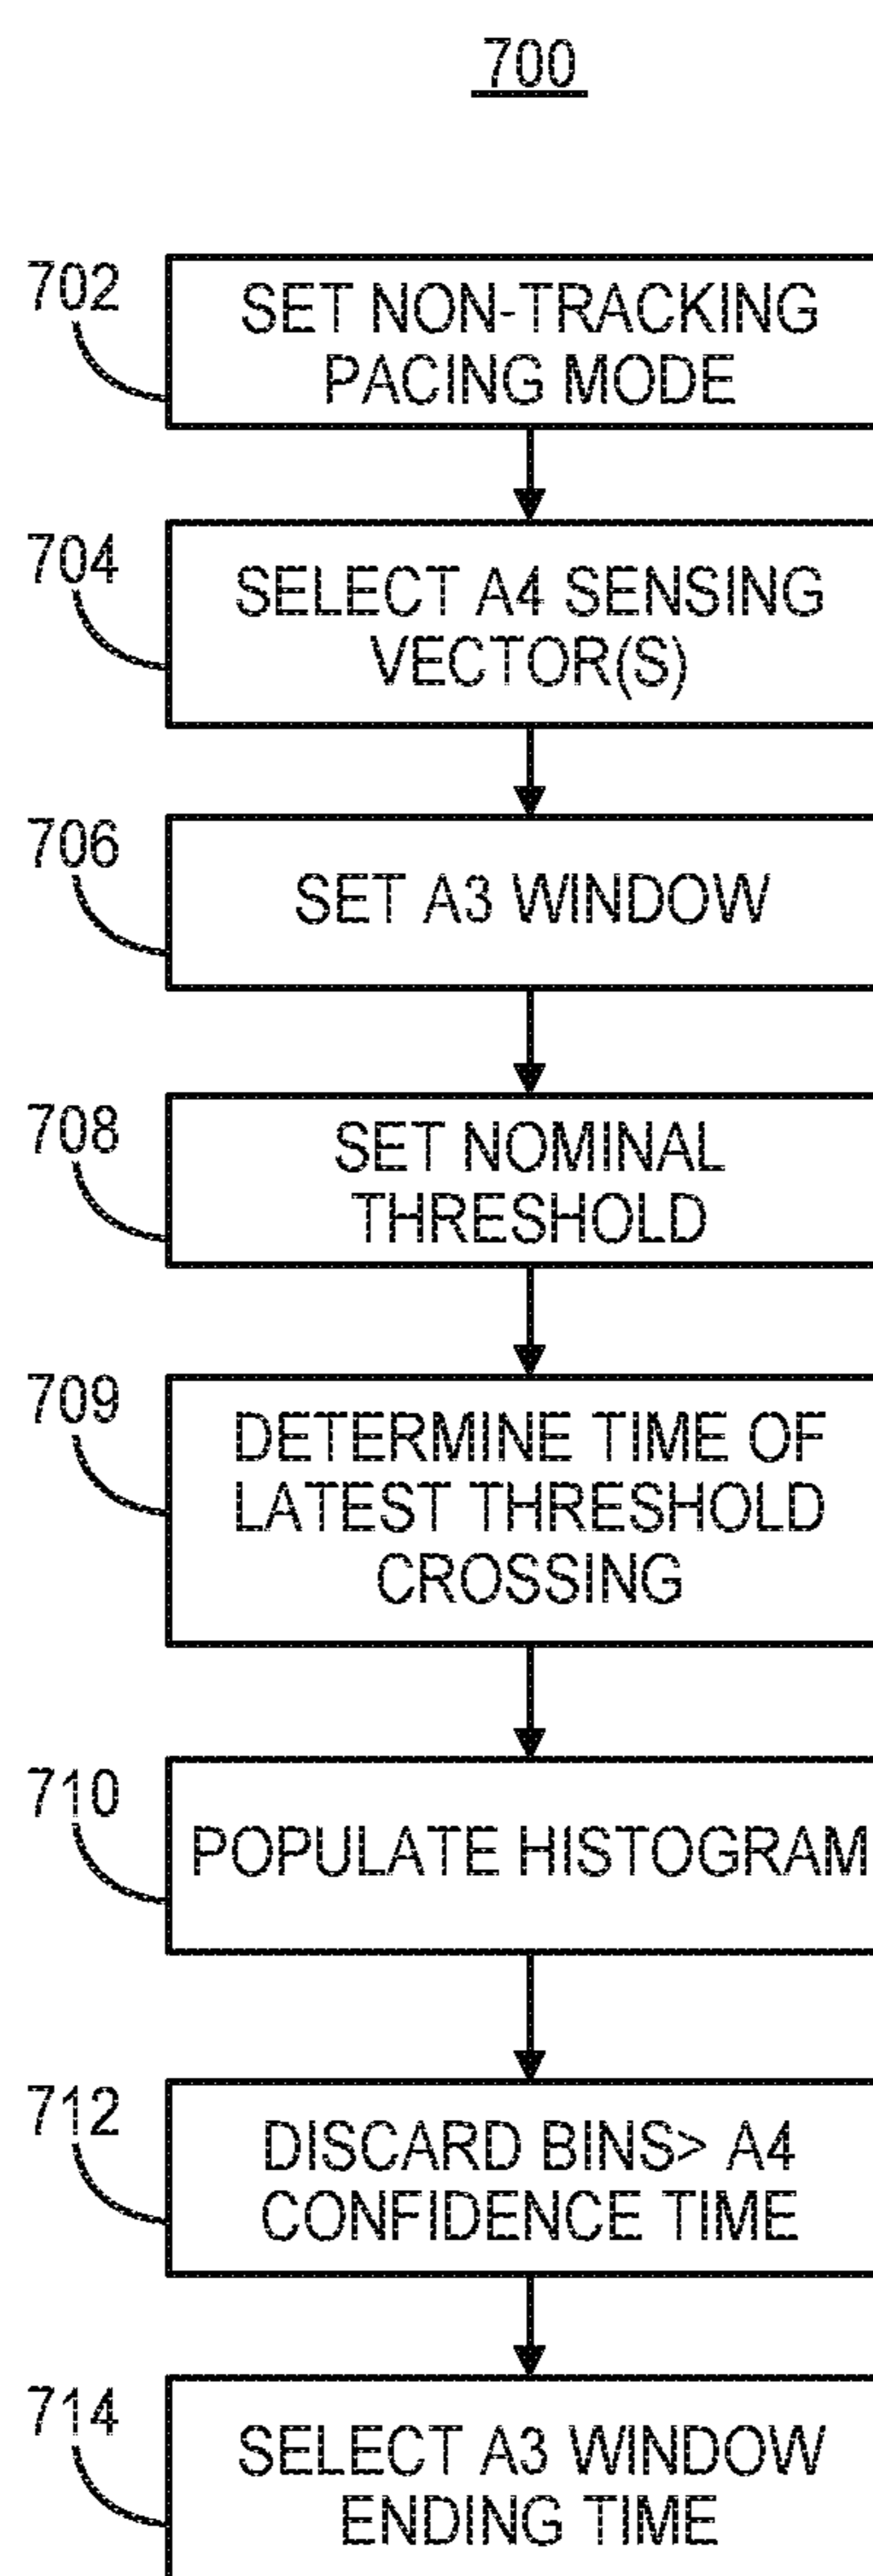 700
702
SET NON-TRACKING
PACING MODE
704
SELECT A4 SENSING
VECTOR(S)
706
SET A3 WINDOW
708
SET NOMINAL
THRESHOLD
709
DETERMINE TIME OF
LATEST THRESHOLD
CROSSING
710
POPULATE HISTOGRAM
712
DISCARD BINS> A4
CONFIDENCE TIME
714
SELECT A3 WINDOW
ENDING TIME